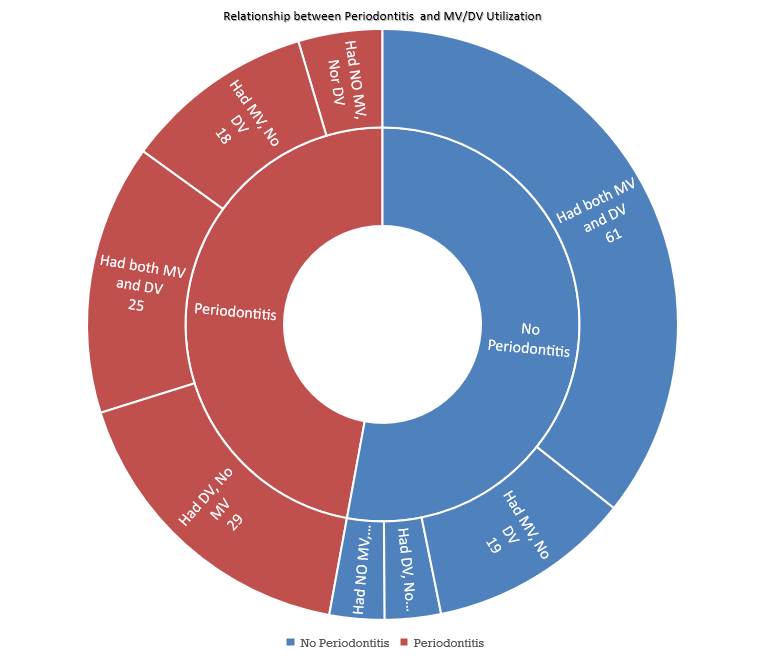 Relationship between Periodontitis  and MV/DV Utilization
Had NO MV,
Nor DV
Had MV, No
DV
18
Had both MV
and DV
61
Had both MV
and DV
25
Periodontitis
No
Periodontitis
Had DV, No
MV
29
Had MV, No
DV
19
Had NO MV,...
Had DV, No...
No Periodontitis
Periodontitis